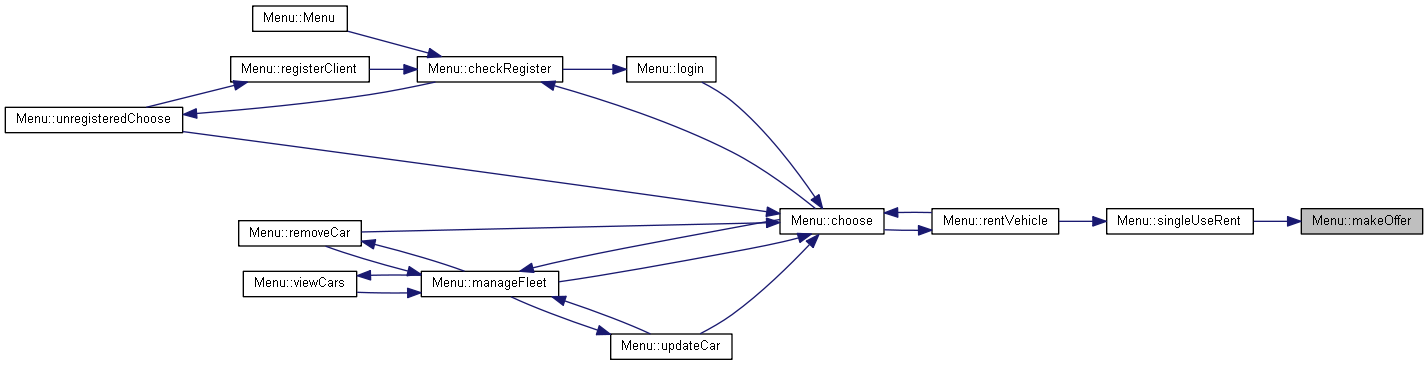 Menu::Menu
Menu::registerClient
Menu::checkRegister
Menu::login
Menu::unregisteredChoose
Menu::removeCar
Menu::choose
Menu::rentVehicle
Menu::singleUseRent
Menu::makeOffer
Menu::viewCars
Menu::manageFleet
Menu::updateCar